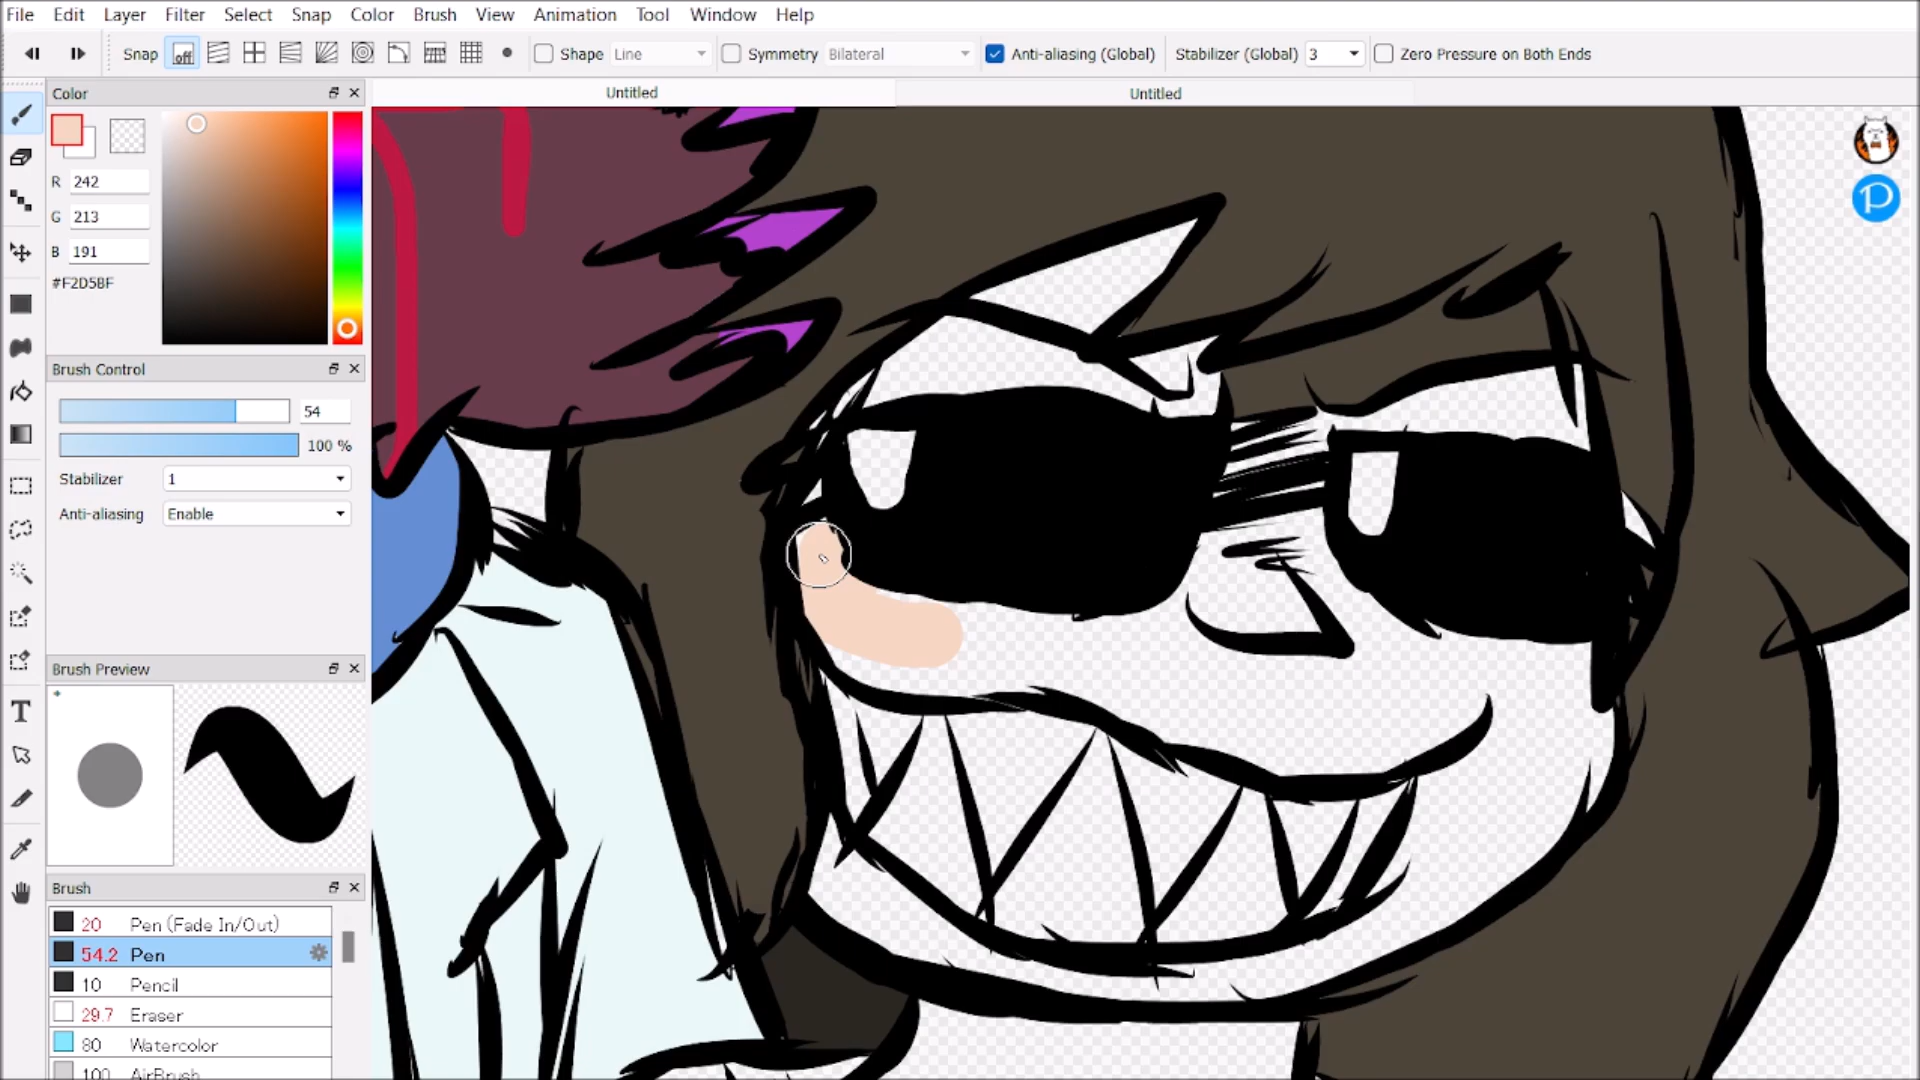 File Edit Layer Filter Select Snap Color Brush View Animation Tool Window Help
Snap off Shape Line Symmetry Bilateral Anti-aliasing (Global) Stabilizer (Global) 3 Zero Pressure on Both Ends
Color
Untitled Untitled
R 242
G 213
B 191
#F2D5BF
Brush Control
54
100 %
Stabilizer 1
Anti-aliasing Enable
Brush Preview
Brush
20 Pen (Fade In/Out)
54.2 Pen
10 Pencil
29.7 Eraser
80 Watercolor
100 AirBrush